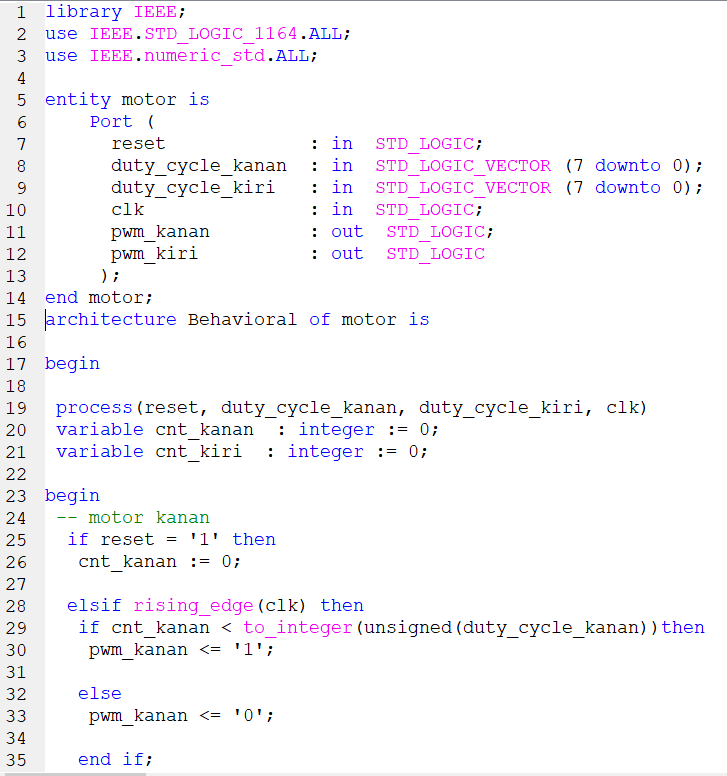 1 library IEEE;
2 use IEEE.STD_LOGIC_1164.ALL;
3 use IEEE.numeric_std.ALL;
4
5 entity motor is
6     Port (
7       reset             : in  STD_LOGIC;
8       duty_cycle_kanan  : in  STD_LOGIC_VECTOR (7 downto 0);
9       duty_cycle_kiri   : in  STD_LOGIC_VECTOR (7 downto 0);
10       clk               : in  STD_LOGIC;
11       pwm_kanan         : out  STD_LOGIC;
12       pwm_kiri          : out  STD_LOGIC
13      );
14 end motor;
15 architecture Behavioral of motor is
16
17 begin
18
19  process(reset, duty_cycle_kanan, duty_cycle_kiri, clk)
20  variable cnt_kanan  : integer := 0;
21  variable cnt_kiri  : integer := 0;
22
23 begin
24  -- motor kanan
25   if reset = '1' then
26    cnt_kanan := 0;
27
28   elsif rising_edge(clk) then
29    if cnt_kanan < to_integer(unsigned(duty_cycle_kanan))then
30     pwm_kanan <= '1';
31
32    else
33     pwm_kanan <= '0';
34
35    end if;